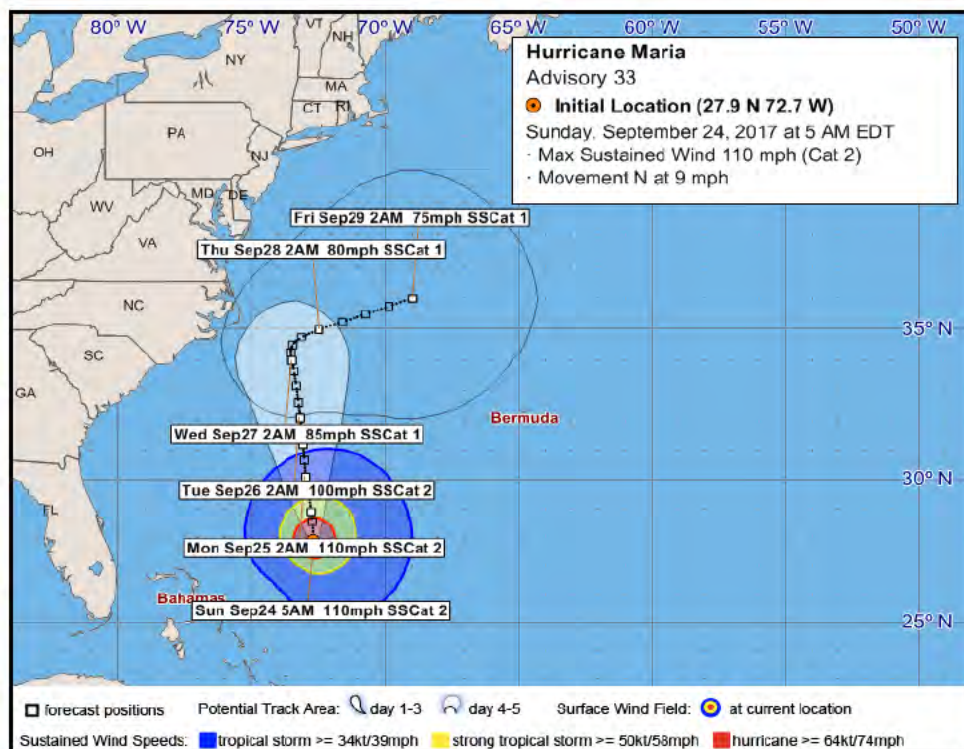 80° W
75° W
70° W
65° W
60° W
55° W
50° W
Hurricane Maria
Advisory 33
Initial Location (27.9 N 72.7 W)
Sunday, September 24, 2017 at 5 AM EDT
· Max Sustained Wind 110 mph (Cat 2)
· Movement N at 9 mph
VT
NH
NY
MA
CT
RI
PA
NJ
OH
MD
DE
WV
VA
Fri Sep29 2AM 75mph SSCat 1
Thu Sep28 2AM 80mph SSCat 1
NC
35° N
SC
GA
Bermuda
Wed Sep27 2AM 85mph SSCat 1
30° N
Tue Sep26 2AM 100mph SSCat 2
FL
Mon Sep25 2AM 110mph SSCat 2
Bahamas
Sun Sep24 5AM 110mph SSCat 2
25° N
forecast positions Potential Track Area: day 1-3 day 4-5 Surface Wind Field: at current location
Sustained Wind Speeds: tropical storm >= 34kt/39mph strong tropical storm >= 50kt/58mph hurricane >= 64kt/74mph